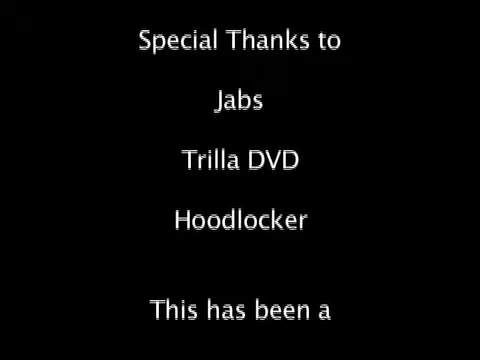 Special Thanks to
Jabs
Trilla DVD
Hoodlocker
This has been a